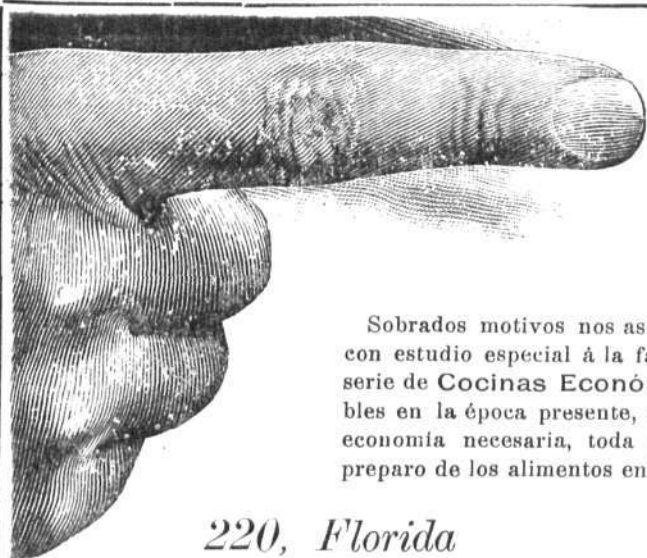 Sobrados motivos nos as
con estudio especial á la fa
serie de Cocinas Econó
bles en la época presente,
economía necesaria, toda
preparo de los alimentos en
220, Florida